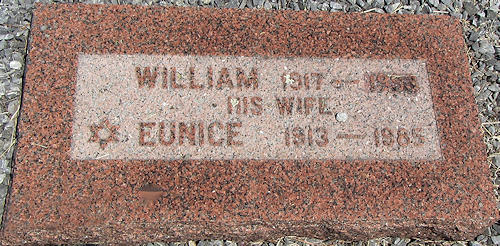 WILLIAM 1917 —
HIS WIFE
EUNICE 1913 — 1985